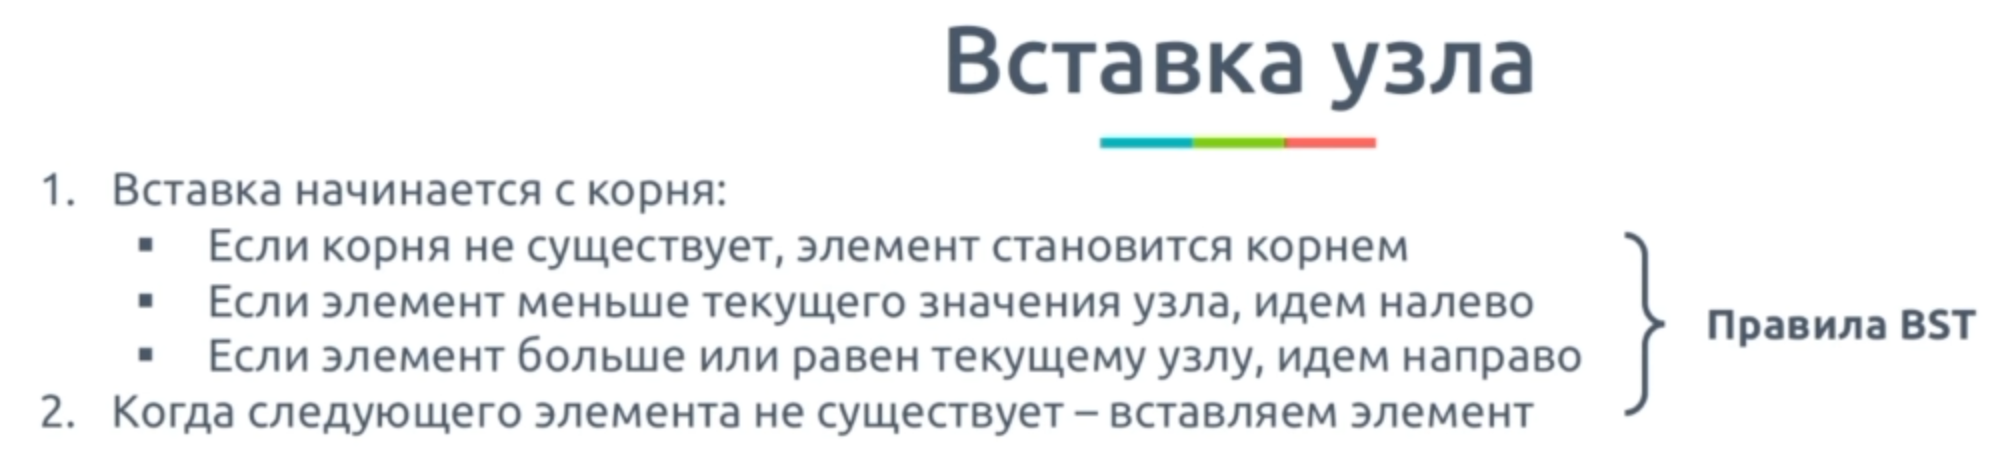 Вставка узла
1. Вставка начинается с корня:
▪ Если корня не существует, элемент становится корнем
▪ Если элемент меньше текущего значения узла, идем налево
▪ Если элемент больше или равен текущему узлу, идем направо
2. Когда следующего элемента не существует – вставляем элемент
Правила BST